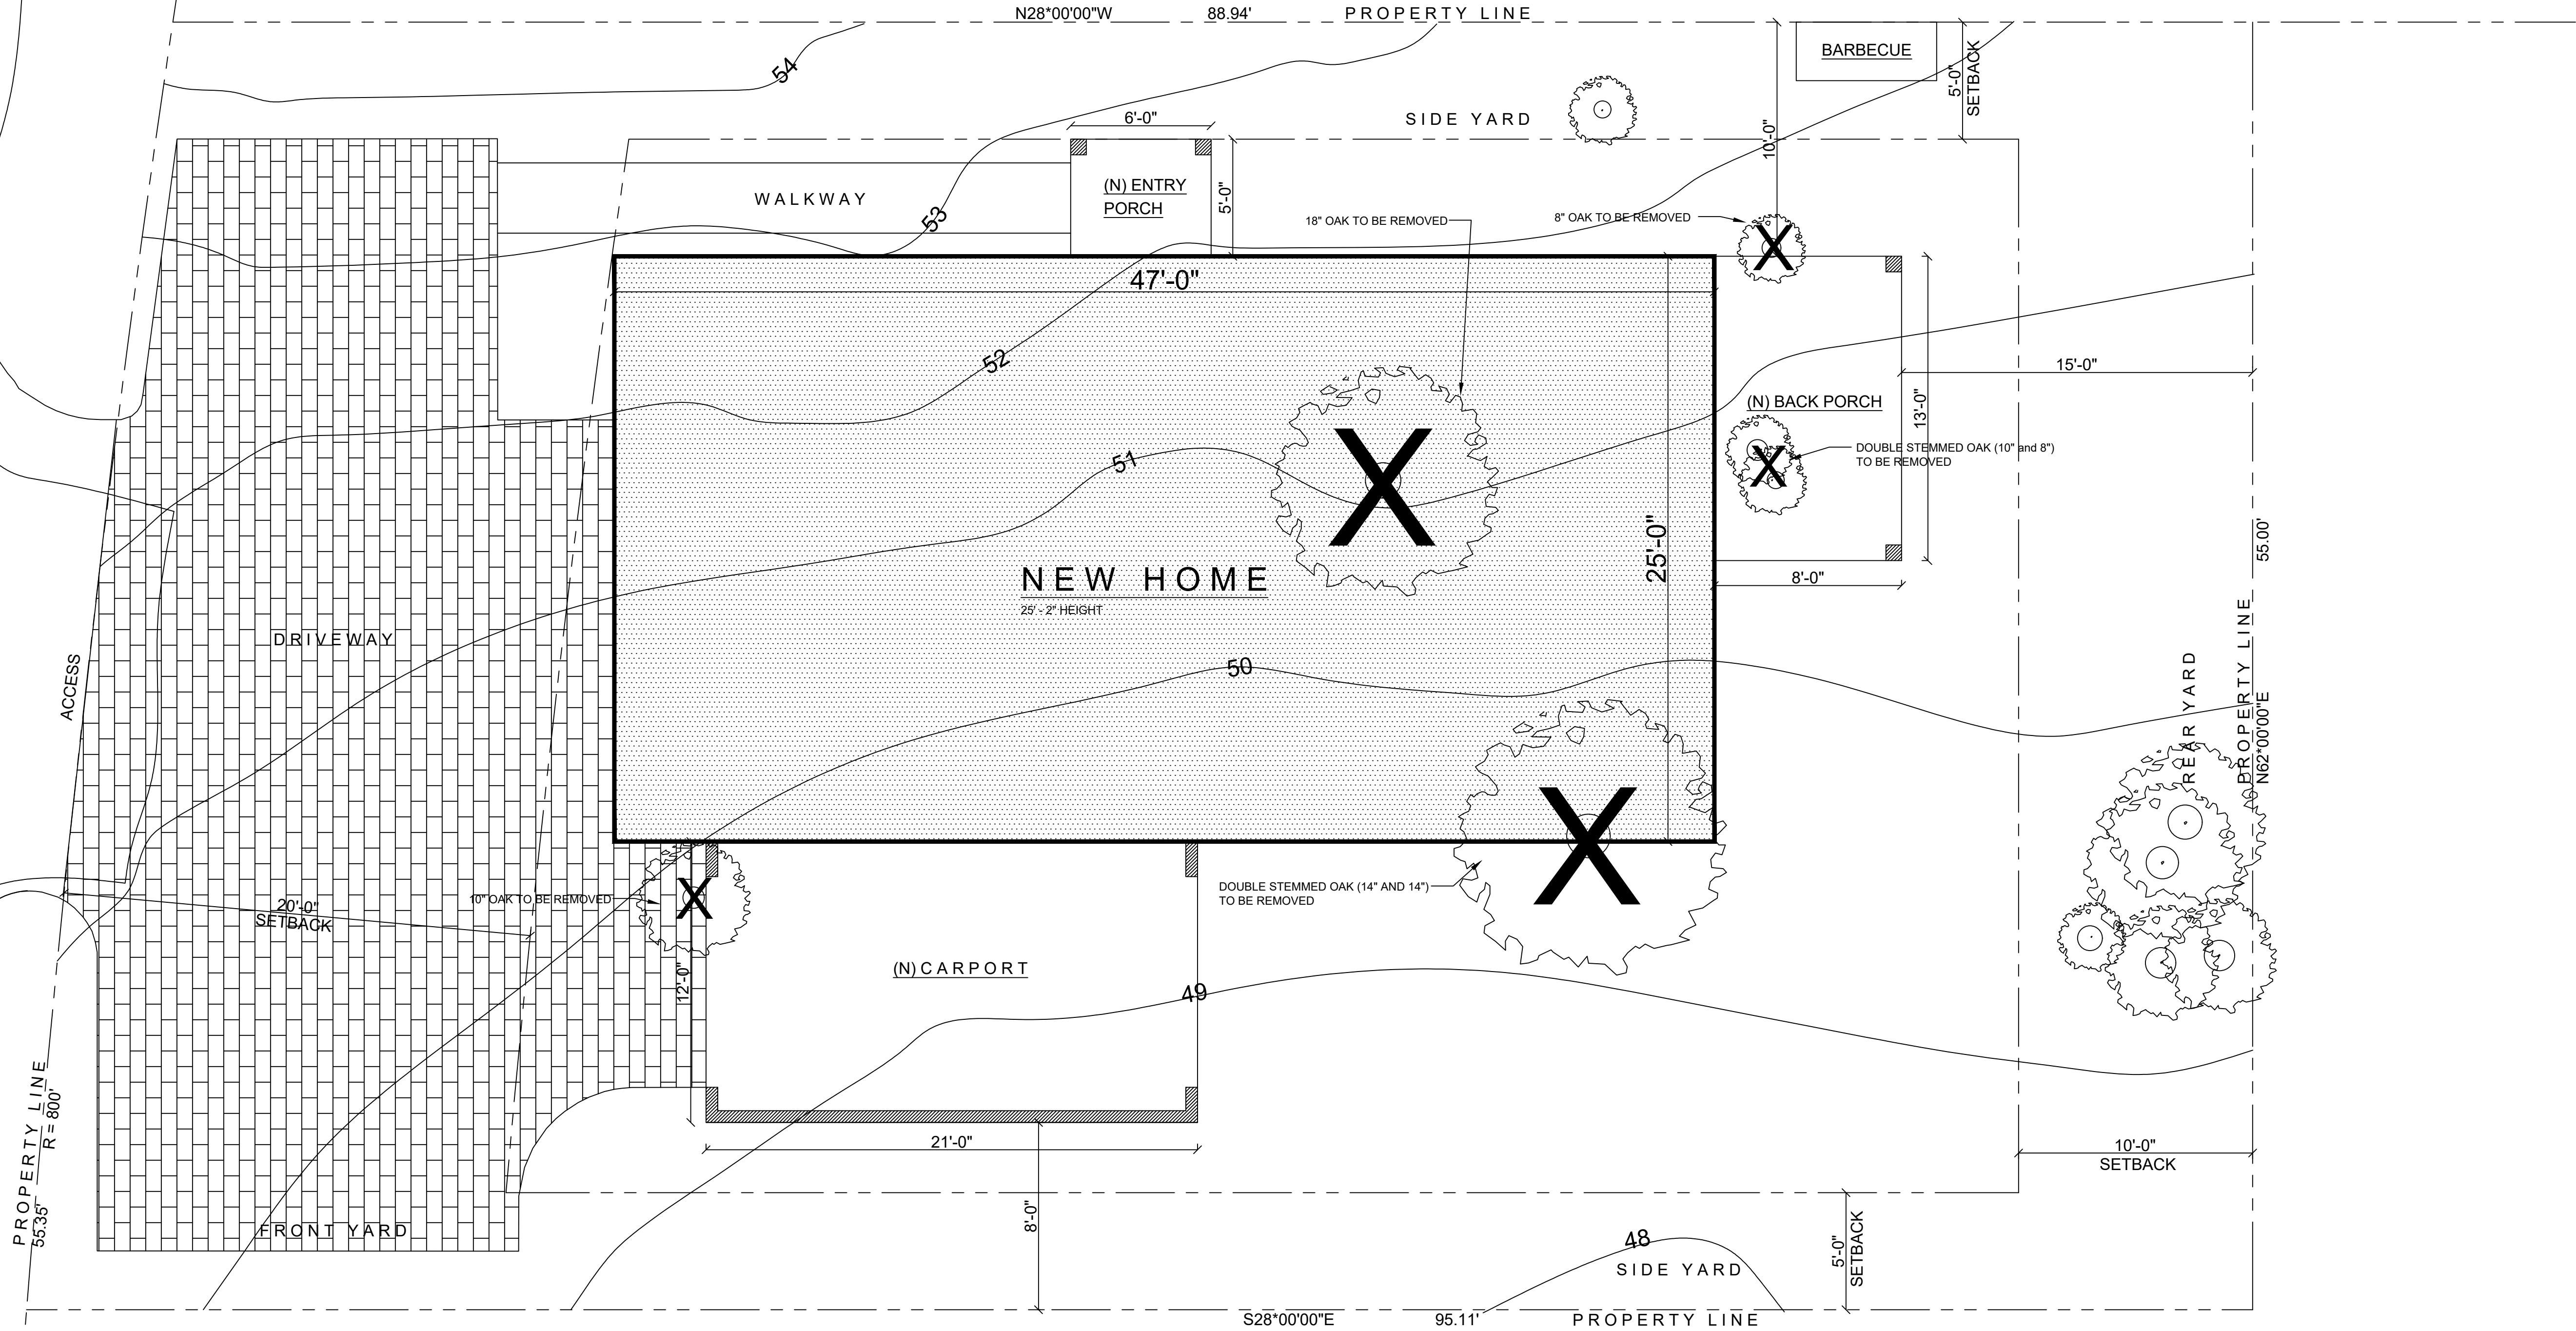 N28*00'00"W 88.94' PROPERTY LINE
BARBECUE
5'-0"
SETBACK
54
SIDE YARD
6'-0"
10'-0"
(N) ENTRY
PORCH
5'-0"
WALKWAY
53
18" OAK TO BE REMOVED
8" OAK TO BE REMOVED
X
47'-0"
52
15'-0"
(N) BACK PORCH
13'-0"
X
DOUBLE STEMMED OAK (10" and 8")
TO BE REMOVED
51
X
25'-0"
55.00'
NEW HOME
25' - 2" HEIGHT
8'-0"
DRIVEWAY
ACCESS
50
REAR YARD
PROPERTY LINE
N62*00'00"E
X
DOUBLE STEMMED OAK (14" AND 14")
TO BE REMOVED
10" OAK TO BE REMOVED
X
20'-0"
SETBACK
12'-0"
(N) CARPORT
49
PROPERTY LINE
R = 800'
55.35'
21'-0"
10'-0"
SETBACK
8'-0"
FRONT YARD
48
SIDE YARD
5'-0"
SETBACK
S28*00'00"E 95.11' PROPERTY LINE